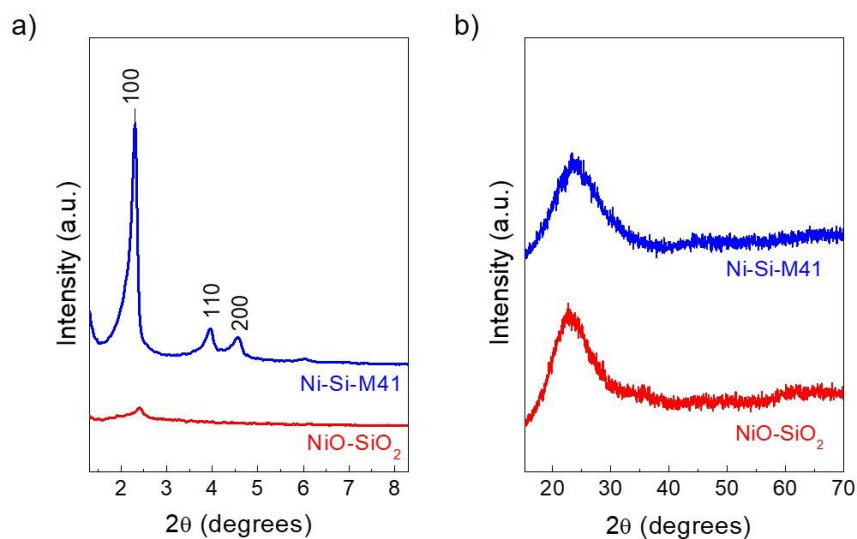 a)
Intensity (a.u.)
100
110
200
Ni-Si-M41
NiO-SiO₂
2 3 4 5 6 7 8
2θ (degrees)
b)
Intensity (a.u.)
Ni-Si-M41
NiO-SiO₂
20 30 40 50 60 70
2θ (degrees)